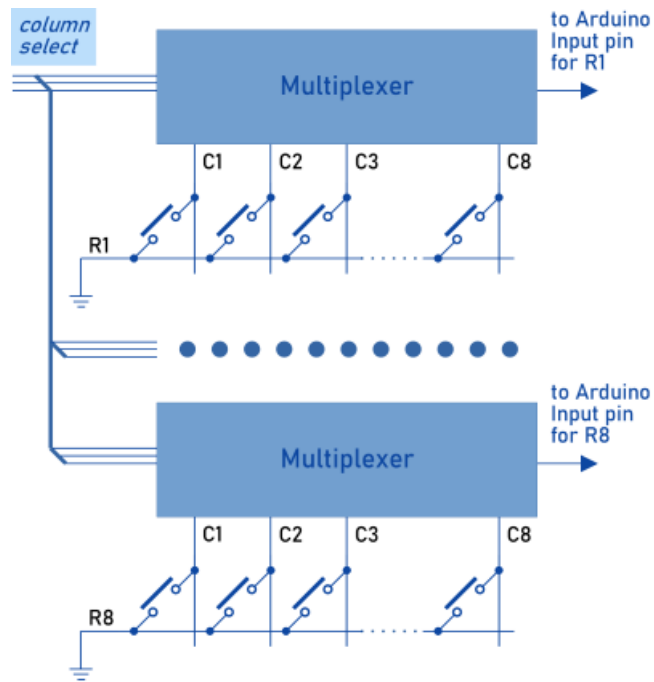 column
select
to Arduino
Input pin
for R1
Multiplexer
C1 C2 C3 C8
R1
to Arduino
Input pin
for R8
Multiplexer
C1 C2 C3 C8
R8